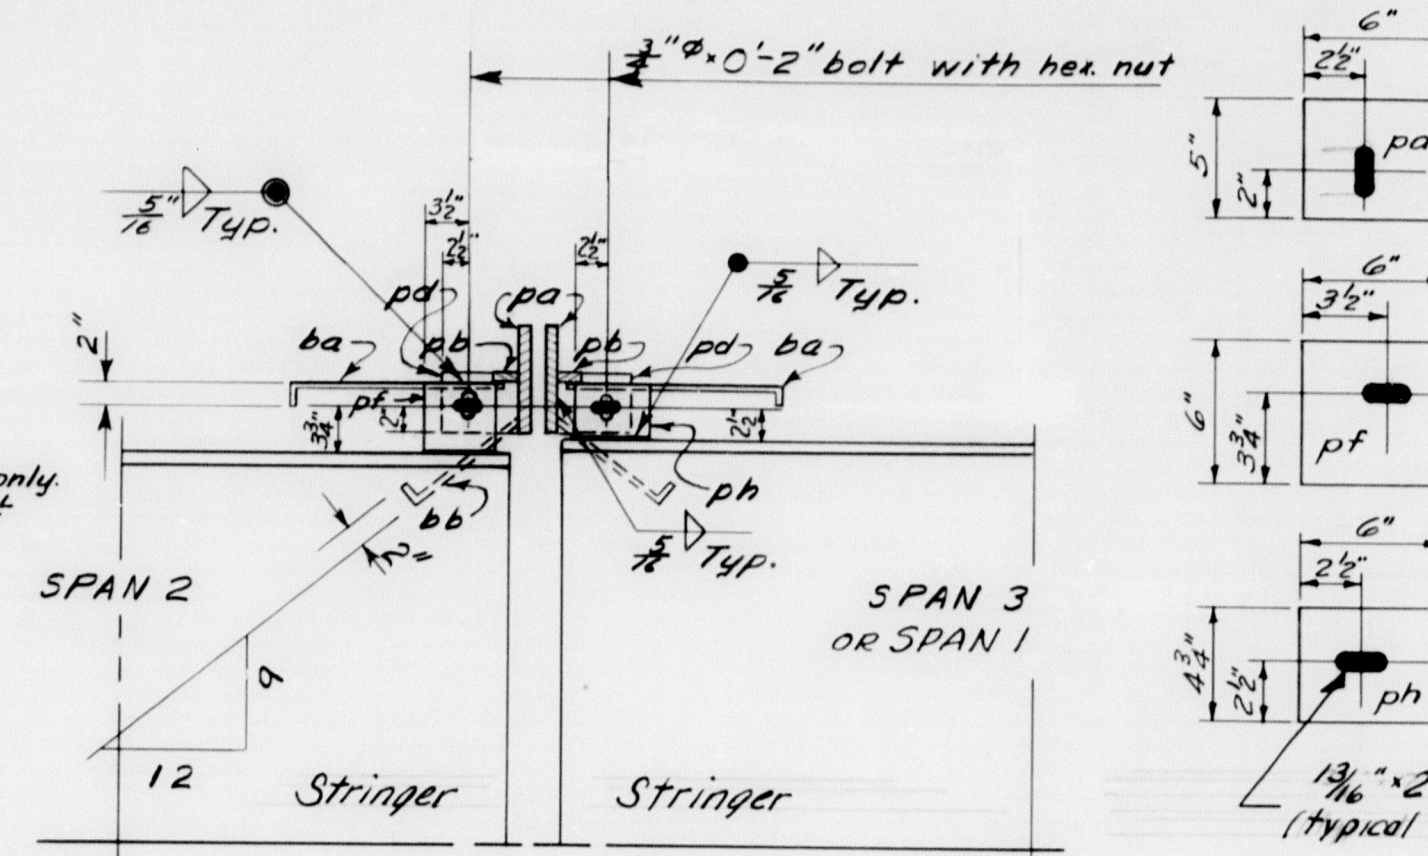 3/4"φ x 0'-2" bolt with hex. nut
5/16"
Typ.
3 1/2"
2 1/2"
2 1/2"
5/16
Typ.
2"
ba
pd
pb
pa
pb
pd
ba
pf
3 3/4"
2"
2 1/2"
only.
bb
ph
2"
5/16
Typ.
SPAN 2
SPAN 3
OR SPAN 1
9
12
Stringer
Stringer
6"
2 1/2"
5"
2"
6"
3 1/2"
6"
3 3/4"
pf
6"
2 1/2"
4 3/4"
2 1/2"
ph
13/16" x 2
(typical